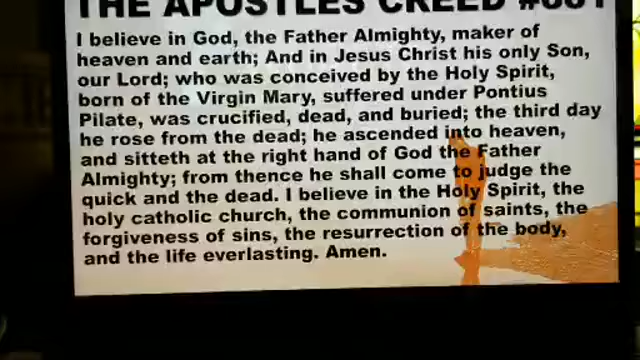 THE APOSTLES CREED #881
I believe in God, the Father Almighty, maker of
heaven and earth; And in Jesus Christ his only Son,
our Lord; who was conceived by the Holy Spirit,
born of the Virgin Mary, suffered under Pontius
Pilate, was crucified, dead, and buried; the third day
he rose from the dead; he ascended into heaven,
and sitteth at the right hand of God the Father
Almighty; from thence he shall come to judge the
quick and the dead. I believe in the Holy Spirit, the
holy catholic church, the communion of saints, the
forgiveness of sins, the resurrection of the body,
and the life everlasting. Amen.